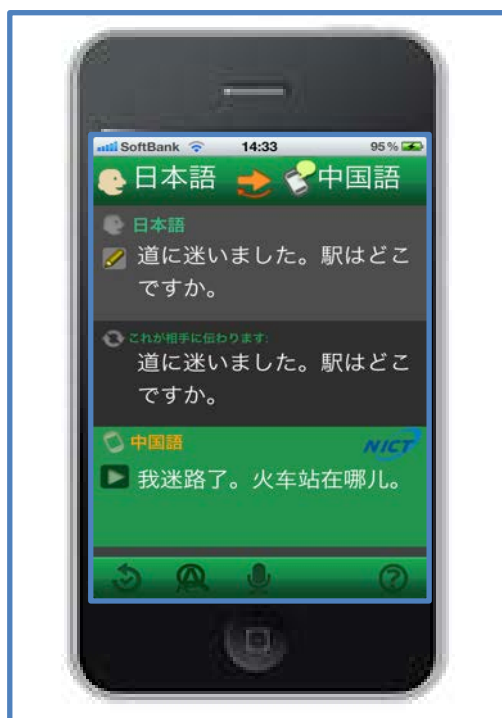 SoftBank 14:33 95%
日本語 中国語
日本語
道に迷いました。駅はどこ
ですか。
これが相手に伝わります:
道に迷いました。駅はどこ
ですか。
中国語 NICT
我迷路了。火车站在哪儿。